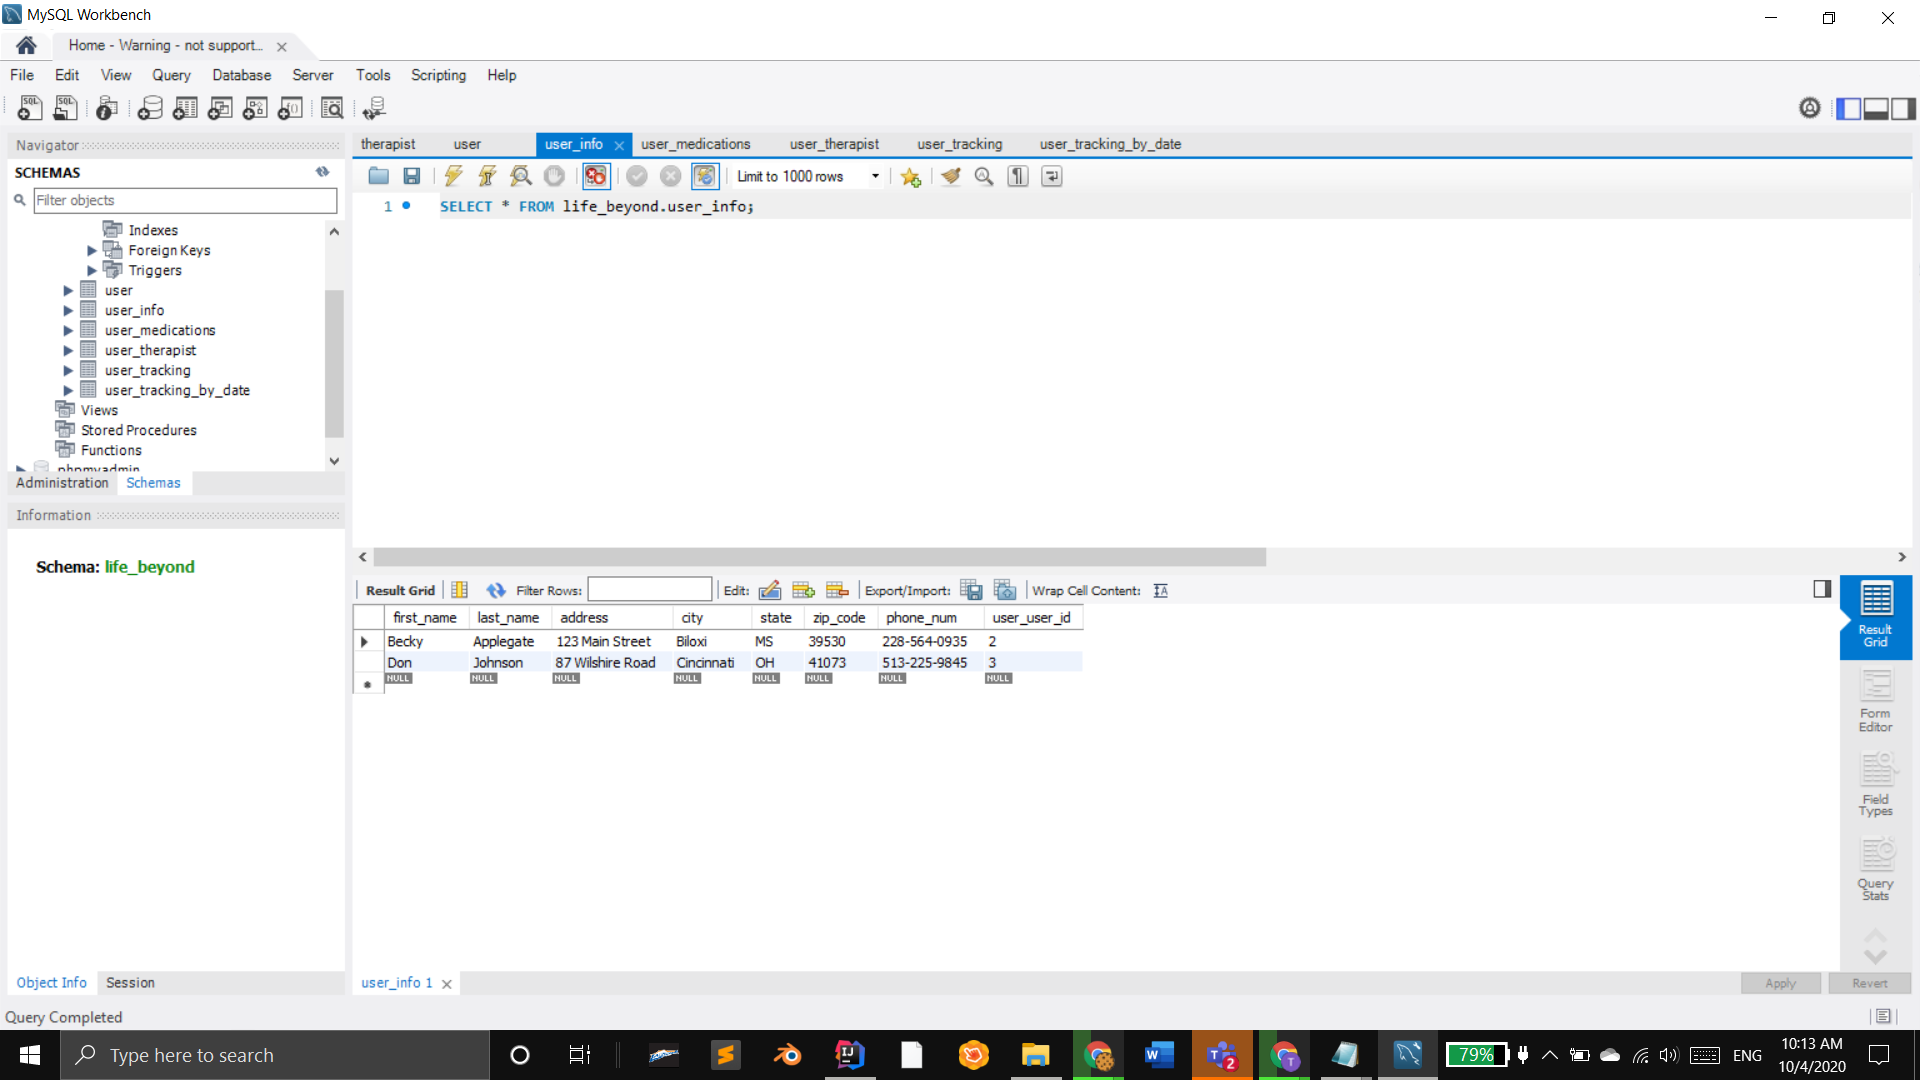 MySQL Workbench
Home - Warning - not support...
File Edit View Query Database Server Tools Scripting Help
Navigator
SCHEMAS
Filter objects
Indexes
Foreign Keys
Triggers
user
user_info
user_medications
user_therapist
user_tracking
user_tracking_by_date
Views
Stored Procedures
Functions
phpmyadmin
Administration Schemas
Information
Schema: life_beyond
Object Info Session
therapist user user_info user_medications user_therapist user_tracking user_tracking_by_date
Limit to 1000 rows
1 SELECT * FROM life_beyond.user_info;
Result Grid Filter Rows: Edit: Export/Import: Wrap Cell Content:
first_name last_name address city state zip_code phone_num user_user_id
Becky Applegate 123 Main Street Biloxi MS 39530 228-564-0935 2
Don Johnson 87 Wilshire Road Cincinnati OH 41073 513-225-9845 3
NULL NULL NULL NULL NULL NULL NULL NULL
Result
Grid
Form
Editor
Field
Types
Query
Stats
user_info 1
Apply Revert
Query Completed
Type here to search
79%
ENG
10:13 AM
10/4/2020